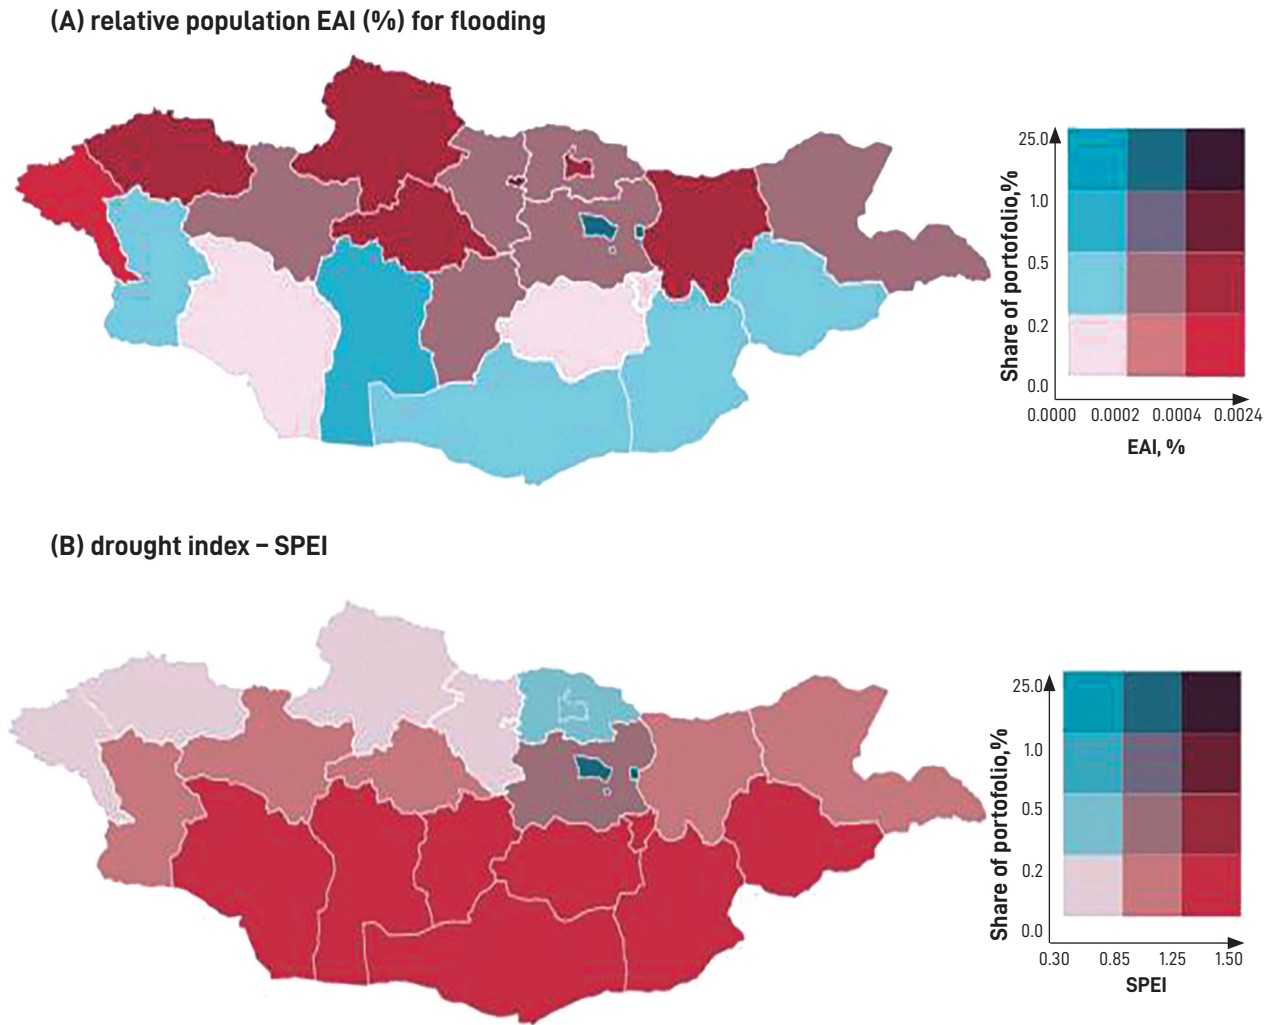 (A) relative population EAI (%) for flooding
Share of portofolio,%
25.0
1.0
0.5
0.2
0.0
0.0000 0.0002 0.0004 0.0024
EAI, %
(B) drought index – SPEI
Share of portofolio,%
25.0
1.0
0.5
0.2
0.0
0.30 0.85 1.25 1.50
SPEI